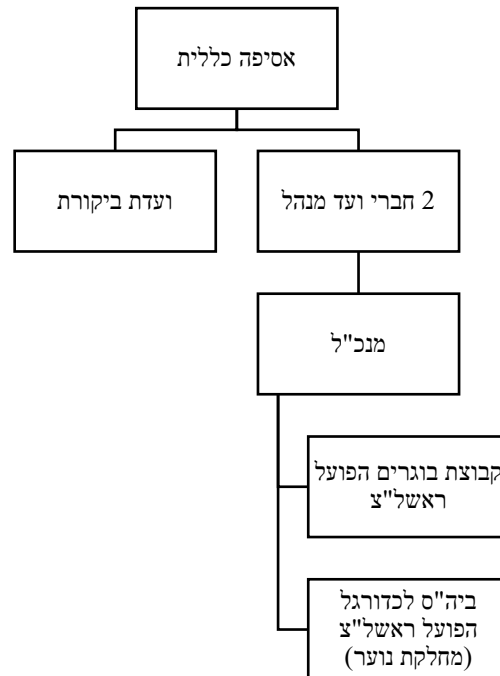 אסיפה כללית
ועדת ביקורת
2 חברי ועד מנהל
מנכ"ל
קבוצת בוגרים הפועל
ראשל"צ
ביה"ס לכדורגל
הפועל ראשל"צ
(מחלקת נוער)